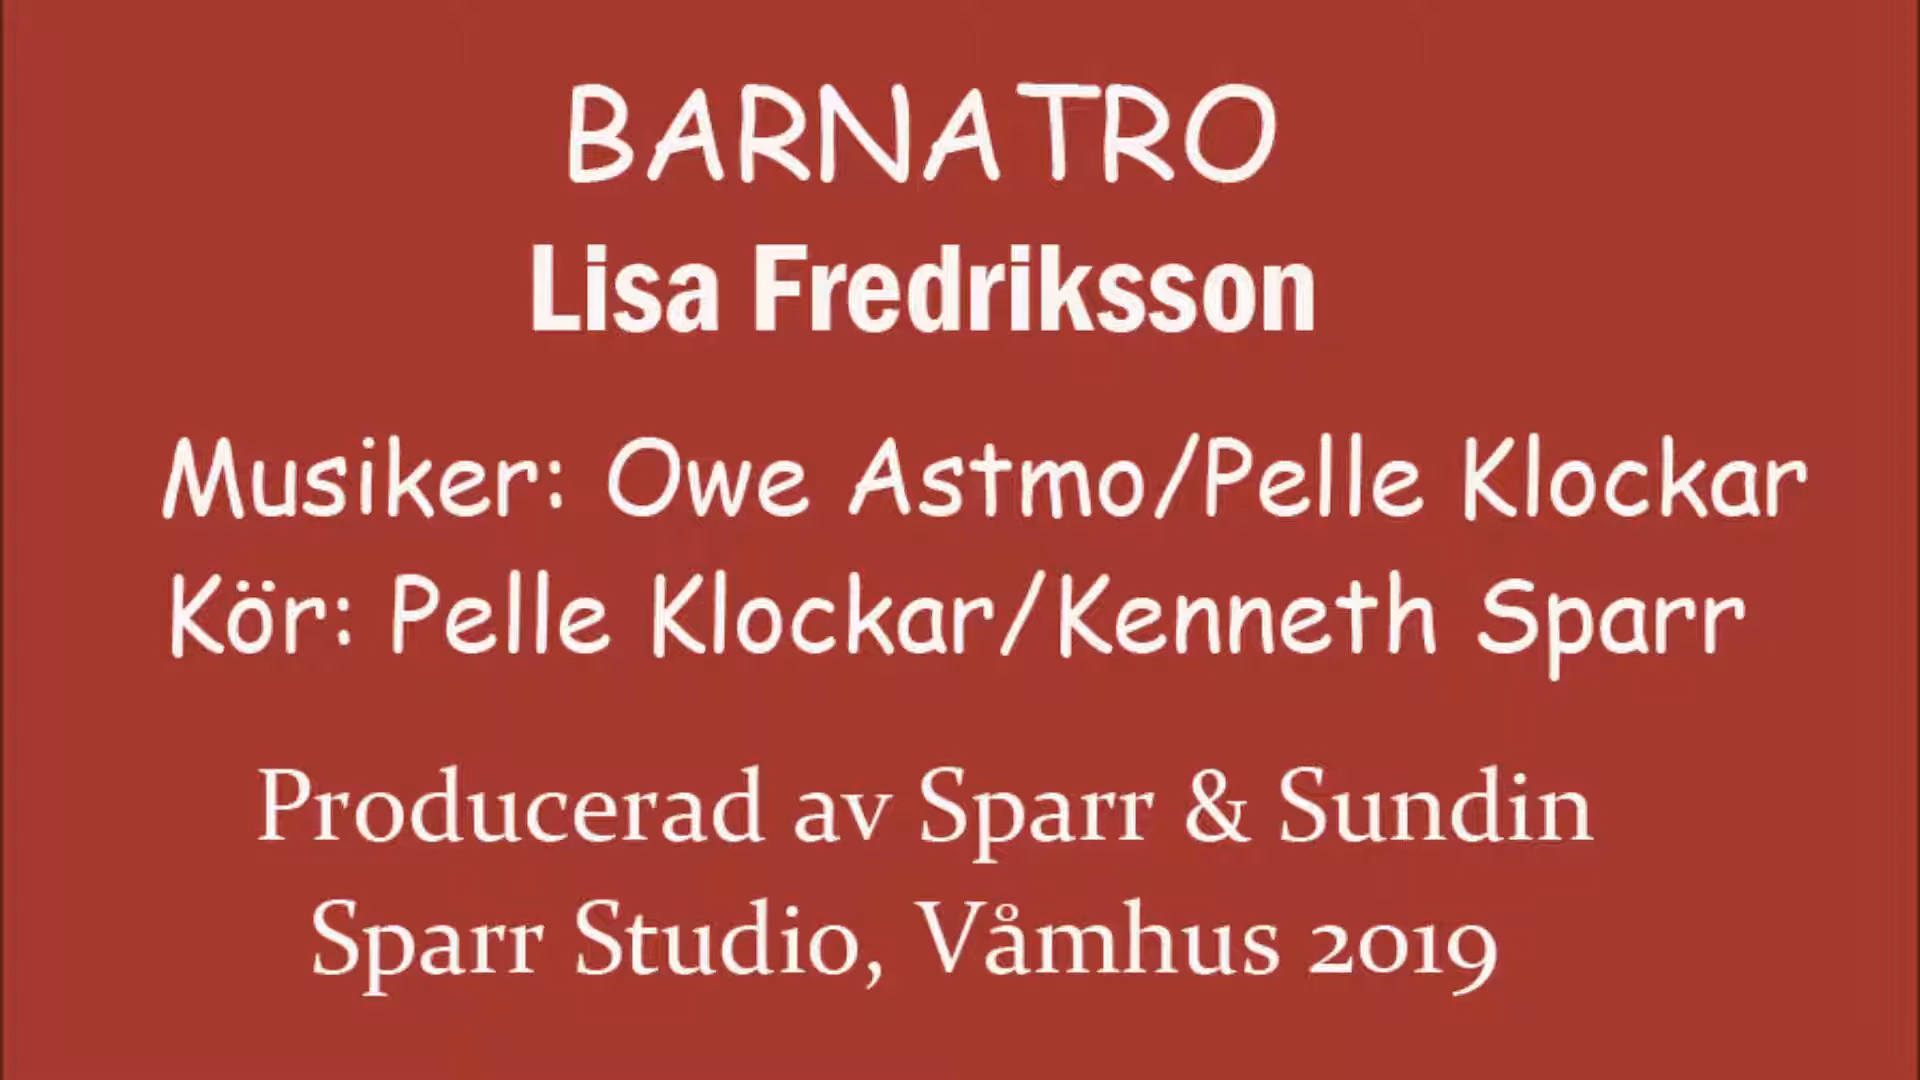 BARNATRO
Lisa Fredriksson
Musiker: Owe Astmo/Pelle Klockar
Kör: Pelle Klockar/Kenneth Sparr
Producerad av Sparr & Sundin
Sparr Studio, Våmhus 2019